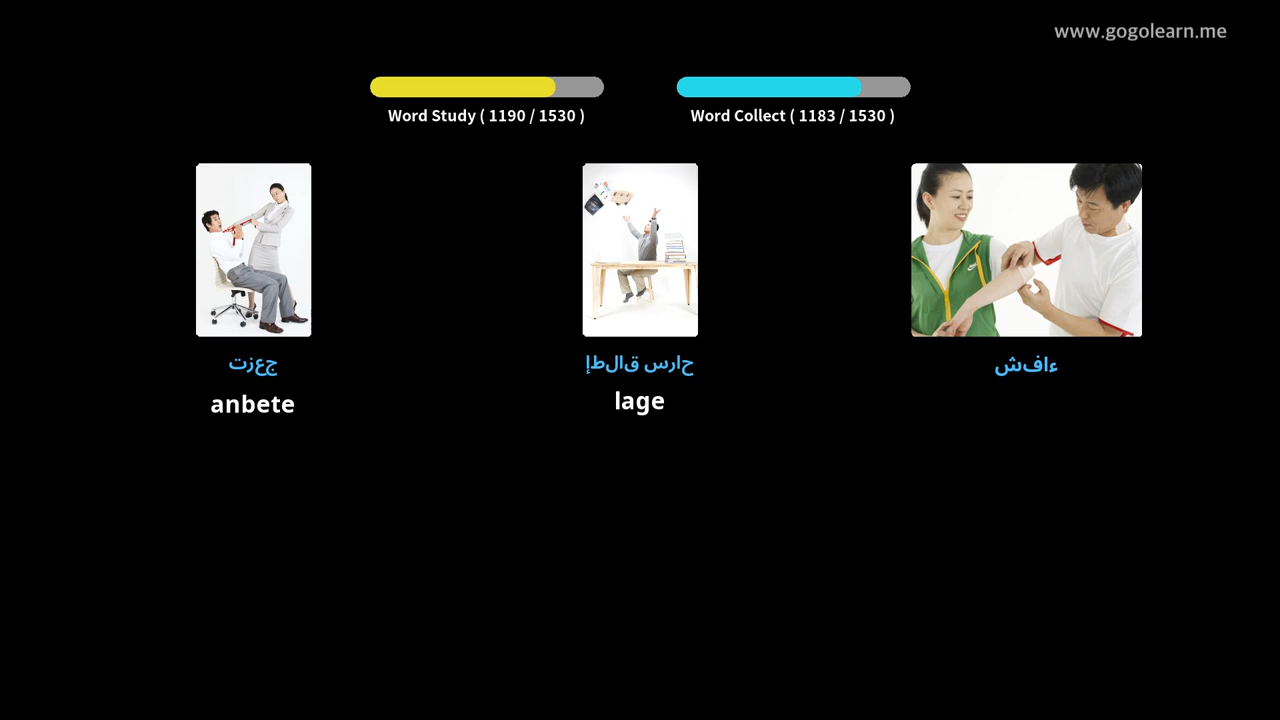 www.gogolearn.me
Word Study ( 1190 / 1530 )
Word Collect ( 1183 / 1530 )
جعزت
anbete
حارس قالطإ
lage
ءافش